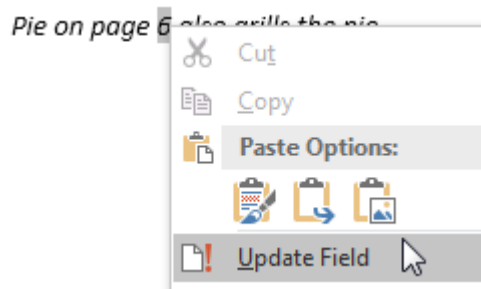 Pie on page 6 also grills the pie
Cut
Copy
Paste Options:
Update Field